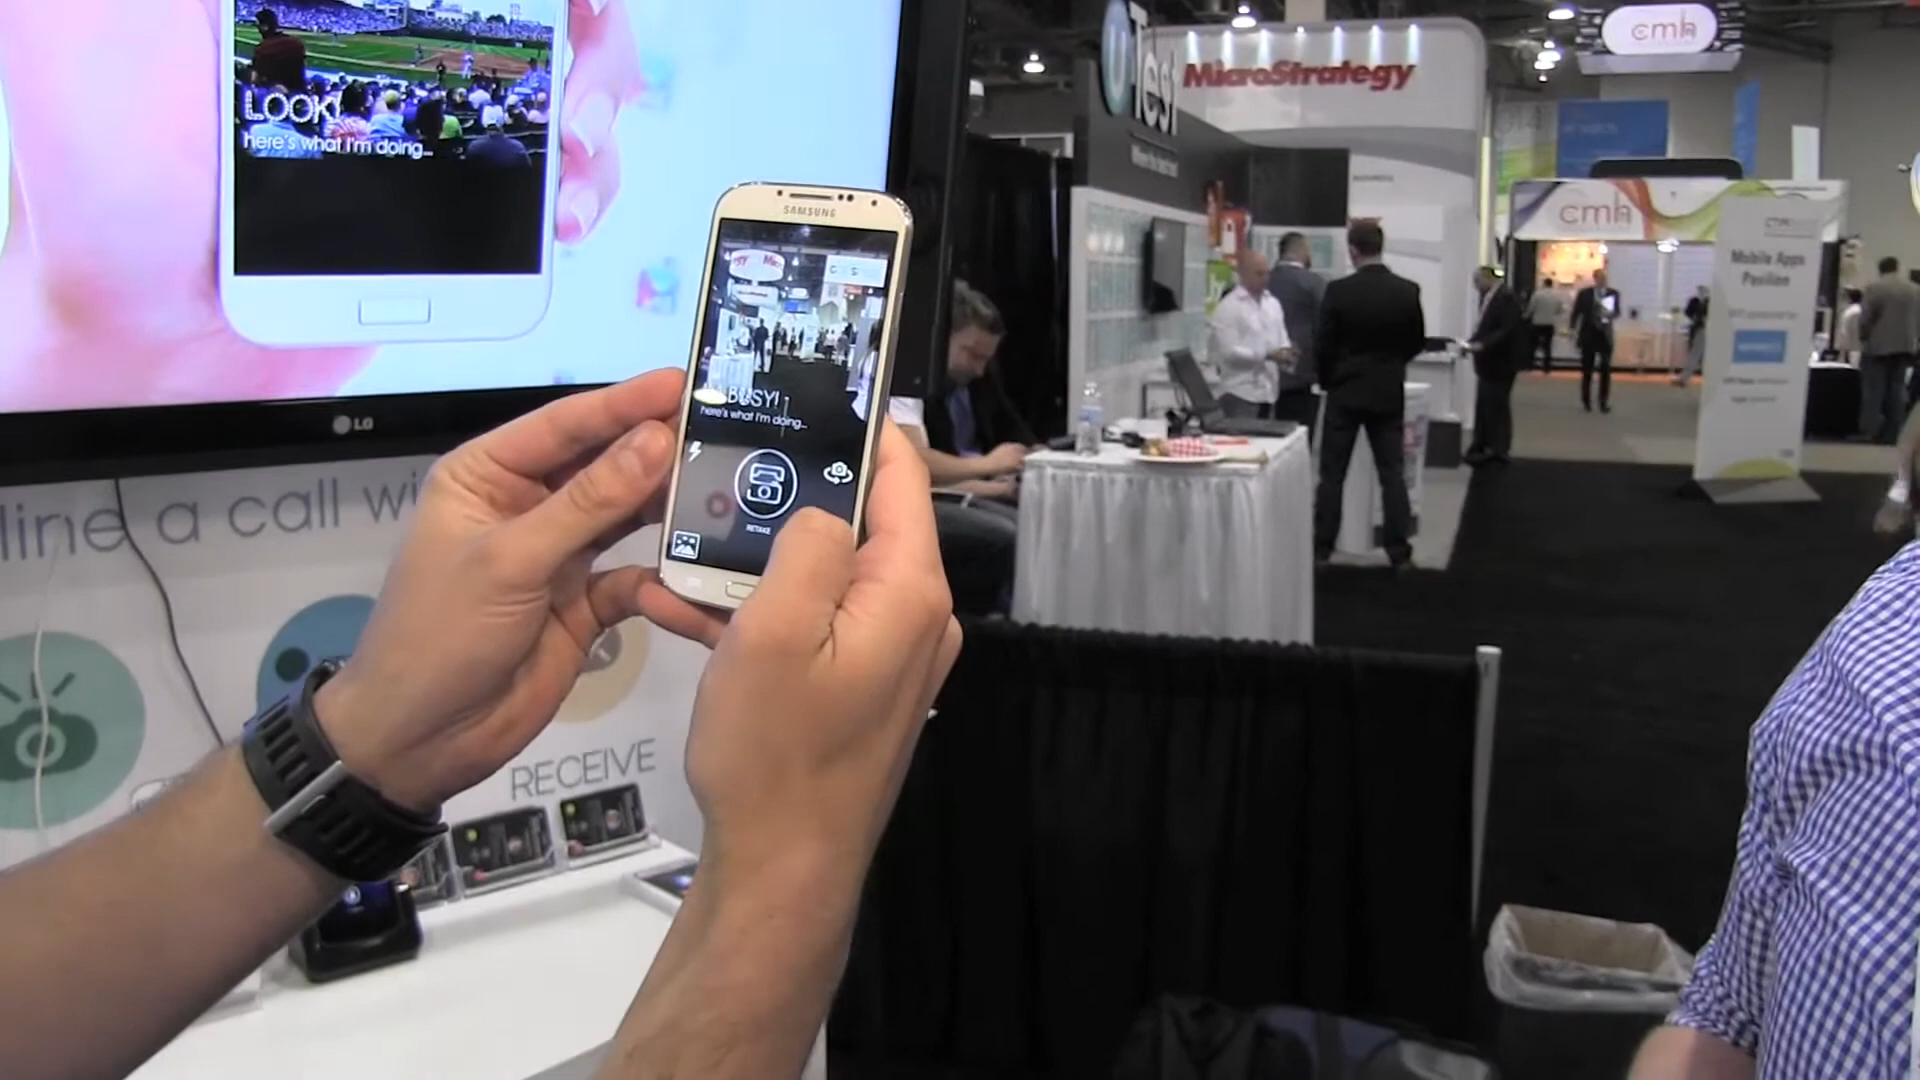 LOOK!
here's what I'm doing...
LG
line a call wi
RECEIVE
SAMSUNG
BUSY!
here's what I'm doing...
RETAKE
uTest
MicroStrategy
cmh
cmh
Mobile Apps
Pavilion